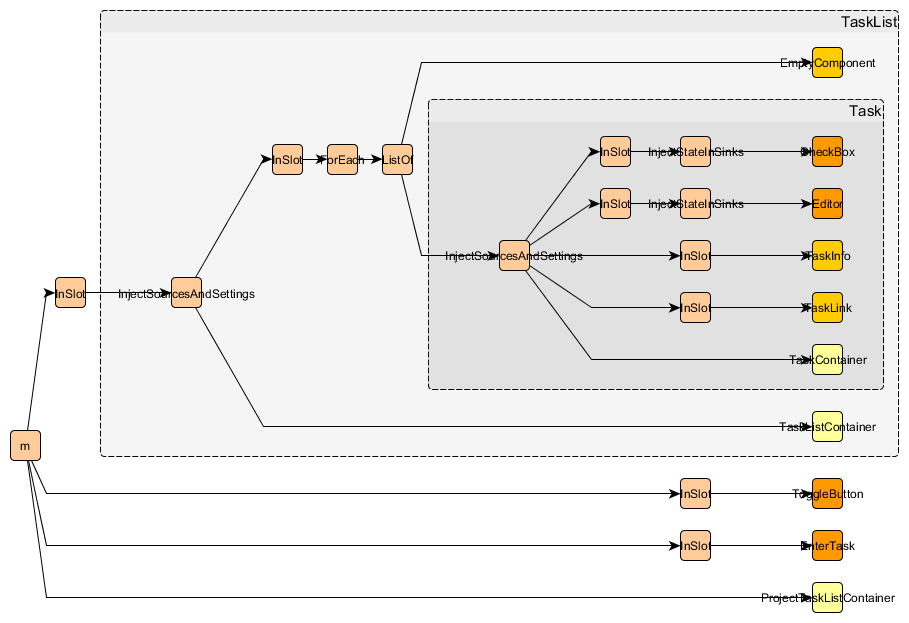 TaskList
EmptyComponent
Task
InSlot
ForEach
ListOf
InSlot
InjectStateInSinks
CheckBox
InSlot
InjectStateInSinks
Editor
InjectSourcesAndSettings
InSlot
TaskInfo
InSlot
InjectSourcesAndSettings
InSlot
TaskLink
TaskContainer
TaskListContainer
m
InSlot
ToggleButton
InSlot
EnterTask
ProjectTaskListContainer